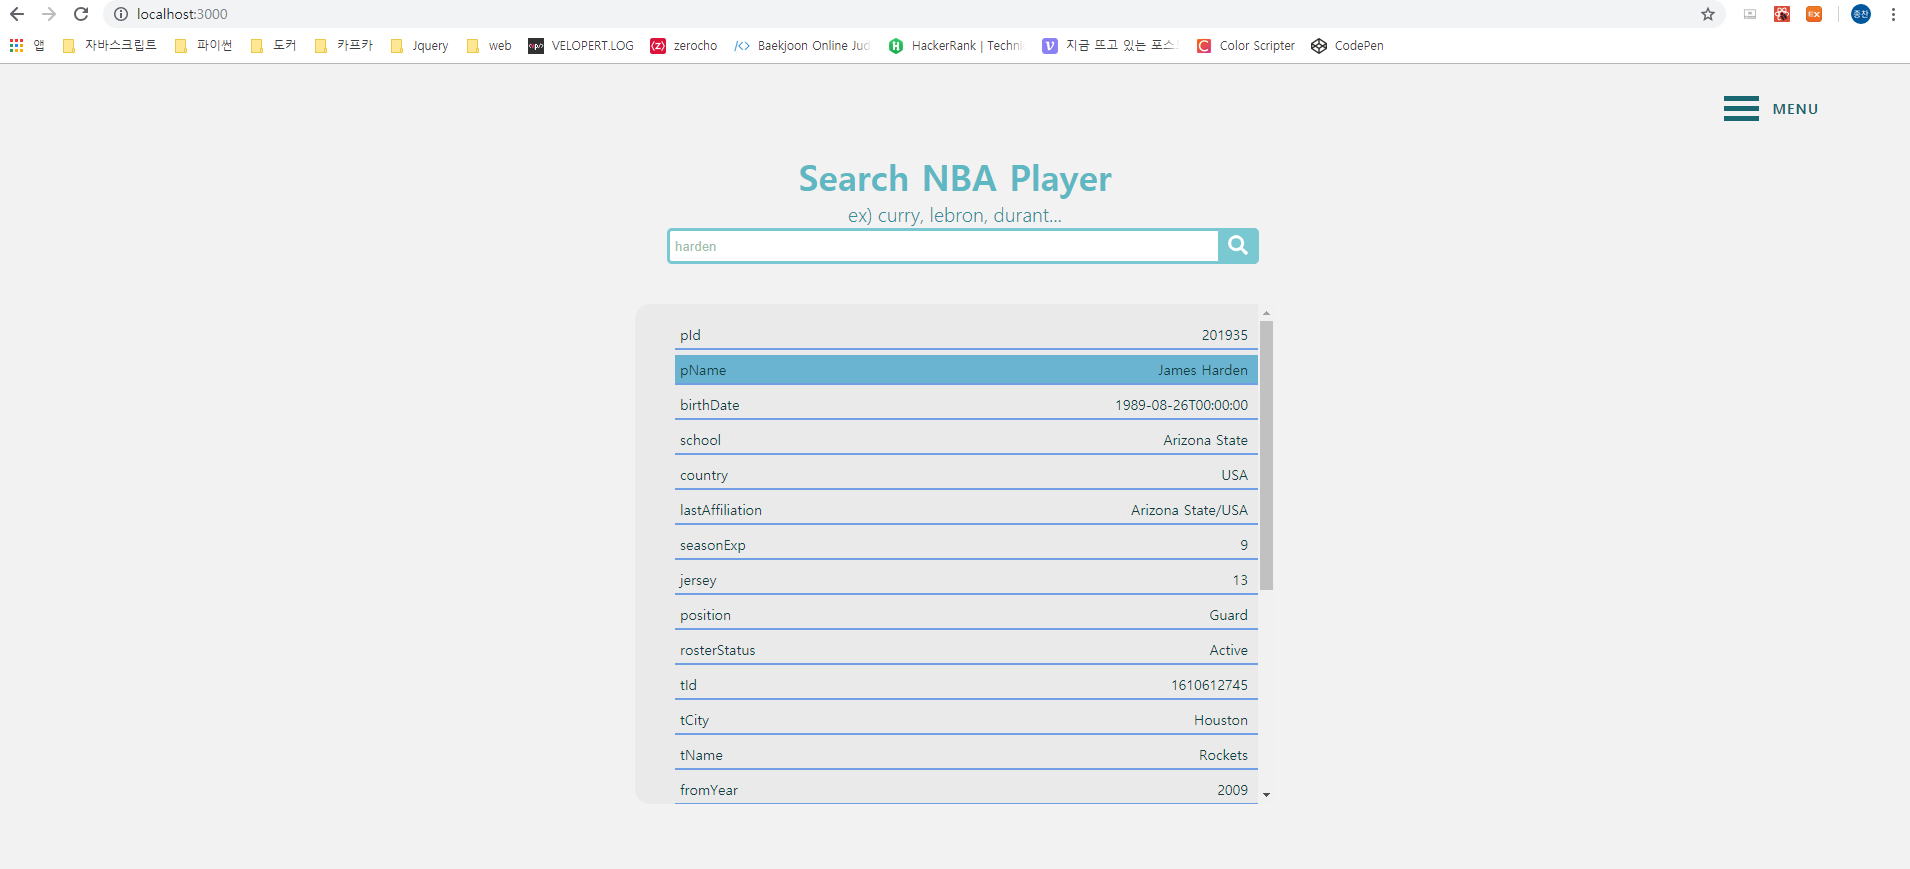 localhost:3000
앱 자바스크립트 파이썬 도커 카프카 Jquery web VELOPERT.LOG zerocho Baekjoon Online Jud HackerRank | Techni 지금 뜨고 있는 포스 Color Scripter CodePen
MENU
Search NBA Player
ex) curry, lebron, durant...
harden
pId 201935
pName James Harden
birthDate 1989-08-26T00:00:00
school Arizona State
country USA
lastAffiliation Arizona State/USA
seasonExp 9
jersey 13
position Guard
rosterStatus Active
tId 1610612745
tCity Houston
tName Rockets
fromYear 2009